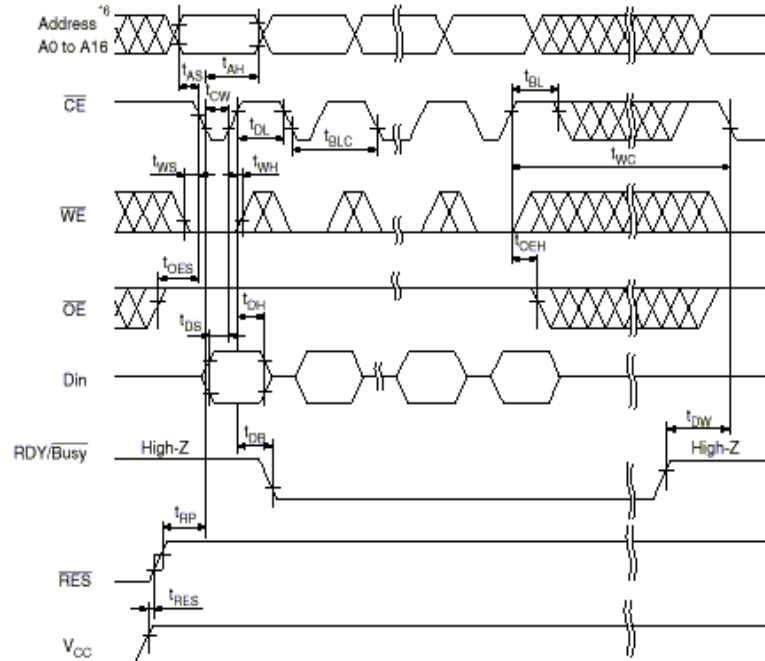 Address *6
A0 to A16
tAS
tAH
tCW
CE
tDL
tBLC
tBL
tWC
tWS
tWH
WE
tOES
tOEH
OE
tDS
tDH
Din
RDY/Busy
High-Z
tDB
tDW
High-Z
tRP
RES
tRES
VCC